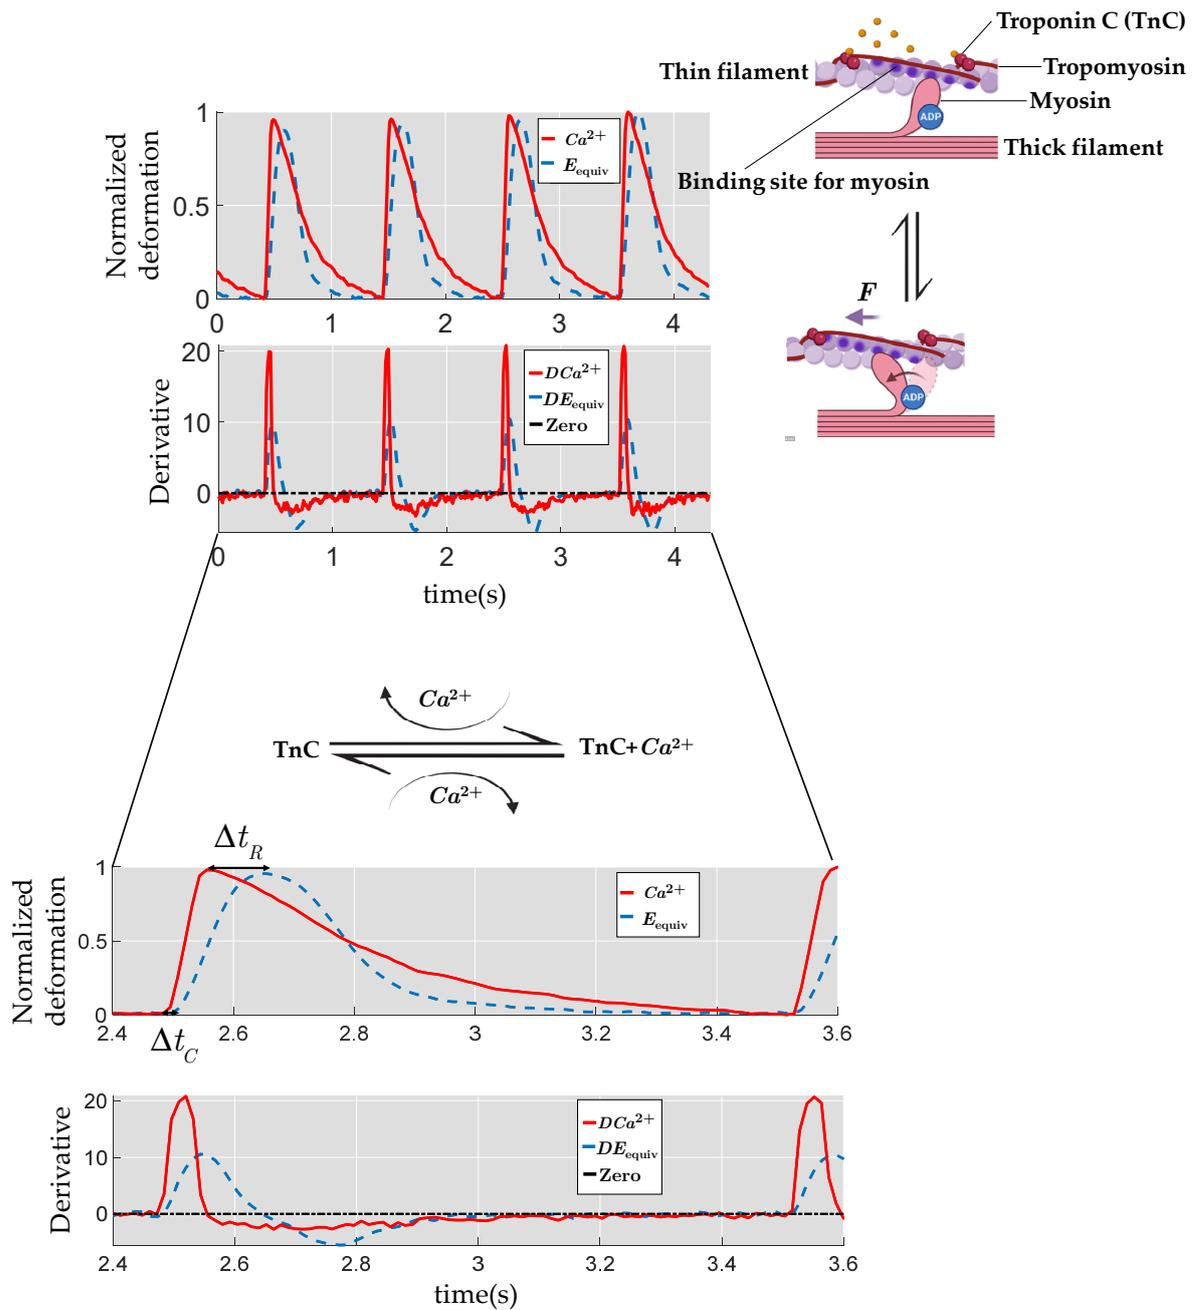 Troponin C (TnC)
Thin filament
Tropomyosin
Myosin
ADP
Thick filament
Binding site for myosin
F
ADP
Normalized
deformation
1
0.5
0
0 1 2 3 4
Ca2+
Eequiv
Derivative
20
10
0
0 1 2 3 4
DCa2+
DEequiv
Zero
time(s)
Ca2+
TnC
TnC+Ca2+
Ca2+
ΔtR
Normalized
deformation
1
0.5
0
2.4 2.6 2.8 3 3.2 3.4 3.6
Ca2+
Eequiv
ΔtC
Derivative
20
10
0
2.4 2.6 2.8 3 3.2 3.4 3.6
DCa2+
DEequiv
Zero
time(s)